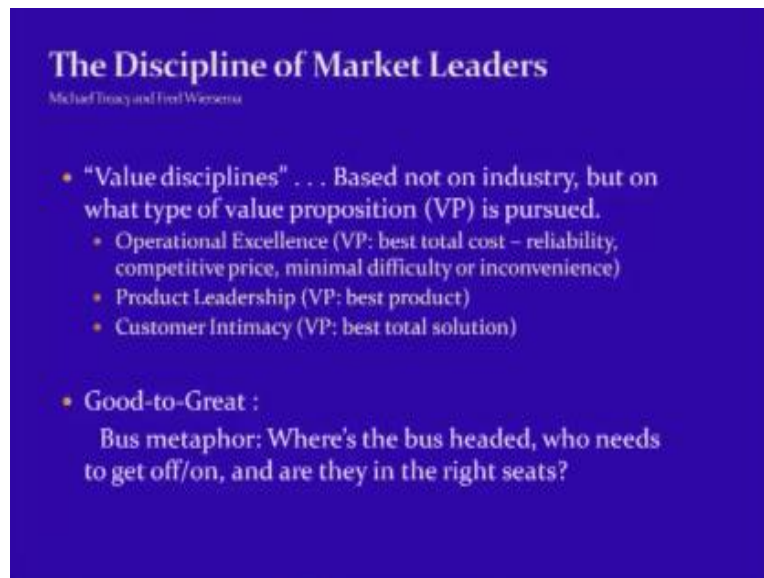 The Discipline of Market Leaders
Michael Treacy and Fred Wiersema
• “Value disciplines” . . . Based not on industry, but on
what type of value proposition (VP) is pursued.
• Operational Excellence (VP: best total cost – reliability,
competitive price, minimal difficulty or inconvenience)
• Product Leadership (VP: best product)
• Customer Intimacy (VP: best total solution)
• Good-to-Great :
Bus metaphor: Where’s the bus headed, who needs
to get off/on, and are they in the right seats?